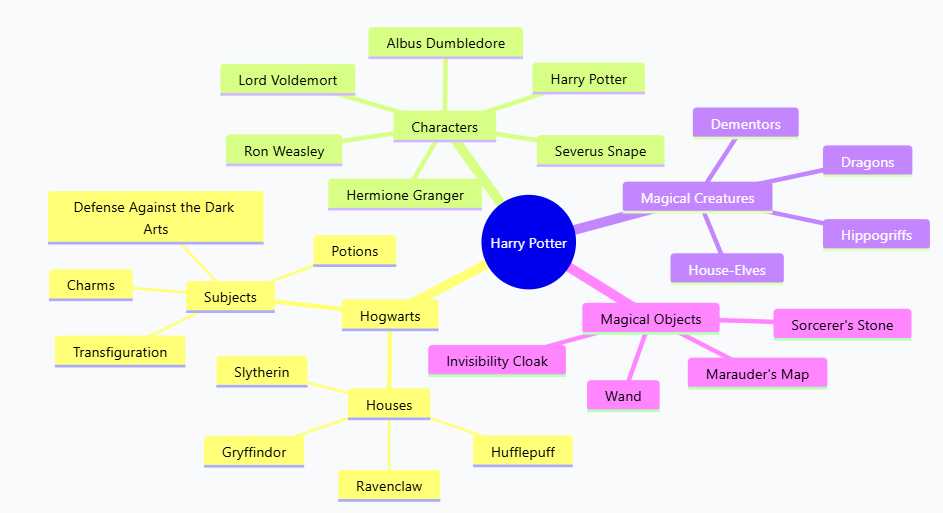 Albus Dumbledore
Lord Voldemort
Harry Potter
Characters
Ron Weasley
Severus Snape
Hermione Granger
Dementors
Dragons
Magical Creatures
Hippogriffs
House-Elves
Harry Potter
Defense Against the Dark
Arts
Potions
Charms
Subjects
Transfiguration
Hogwarts
Magical Objects
Sorcerer's Stone
Invisibility Cloak
Marauder's Map
Wand
Slytherin
Houses
Gryffindor
Hufflepuff
Ravenclaw